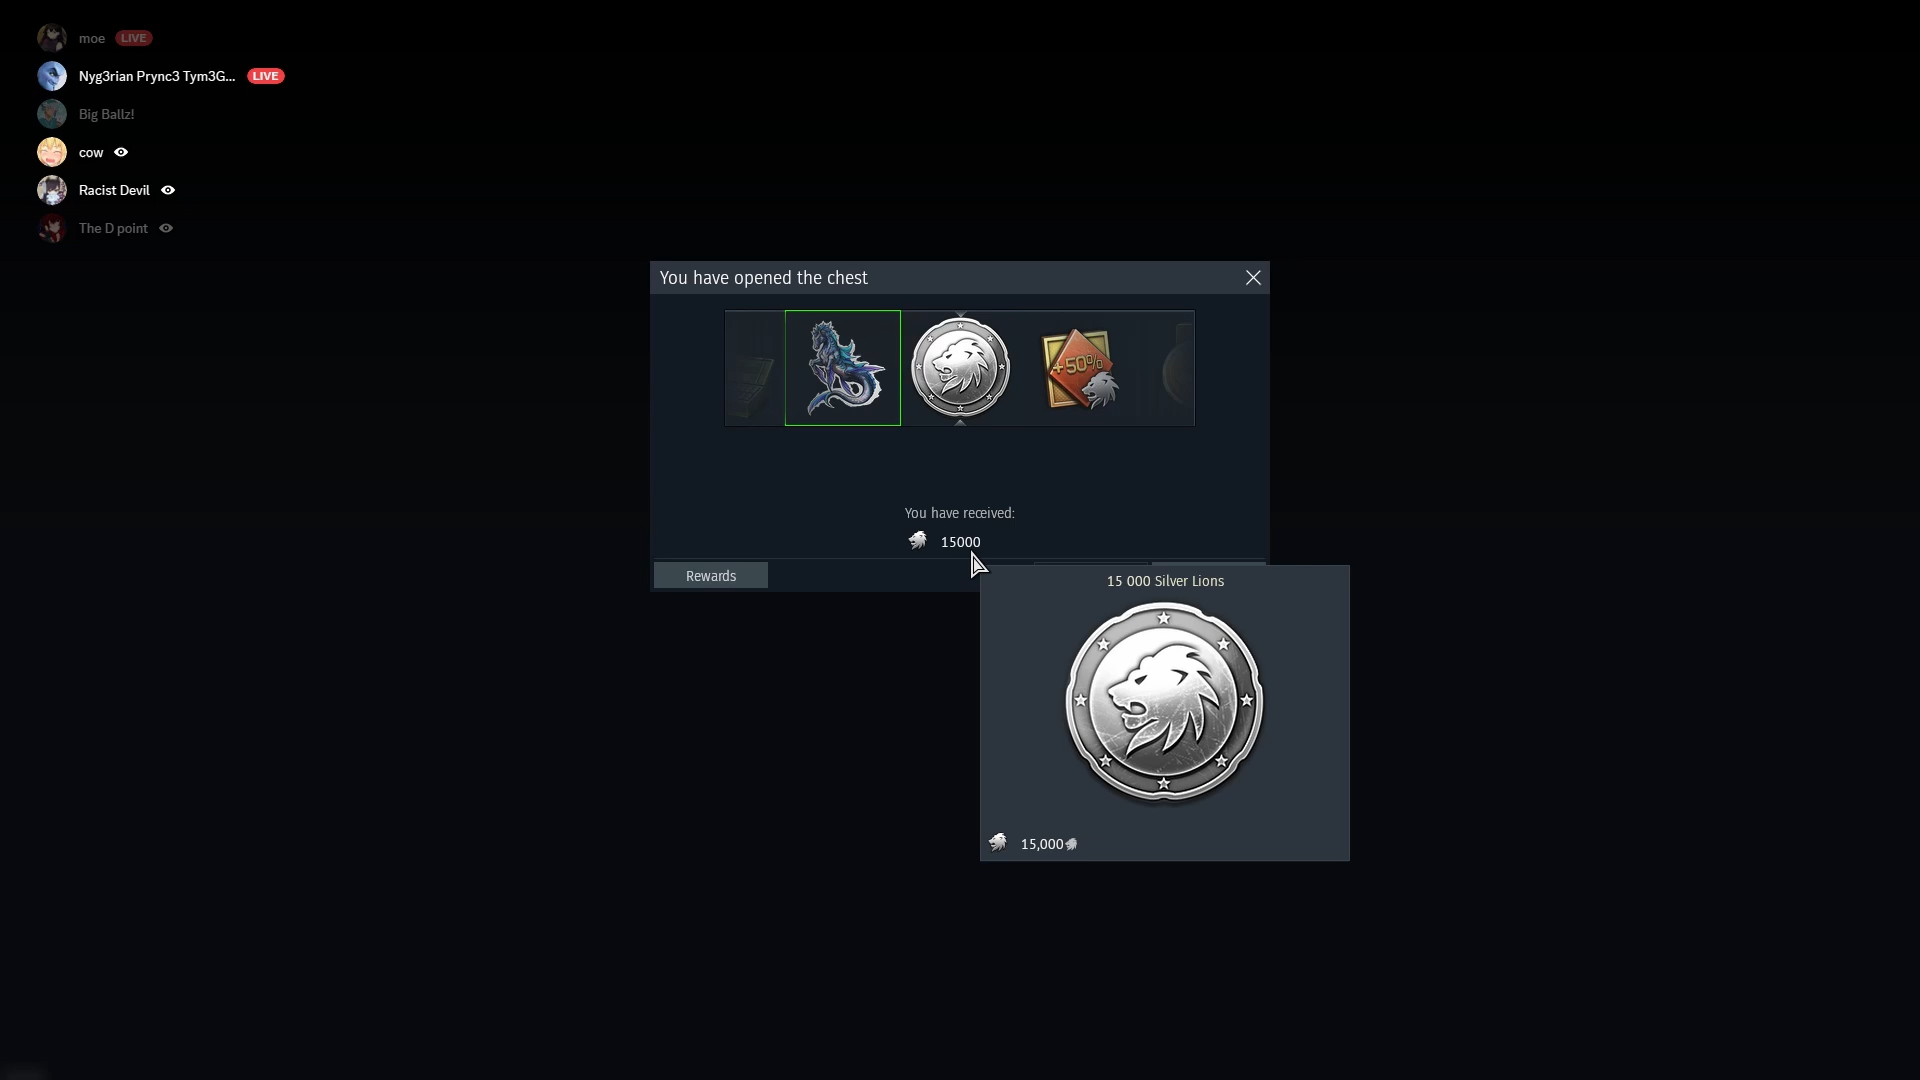 moe LIVE
Nyg3rian Prync3 Tym3G... LIVE
Big Ballz!
cow
Racist Devil
The D point
You have opened the chest
+50%
You have received:
15000
Rewards
15 000 Silver Lions
15,000